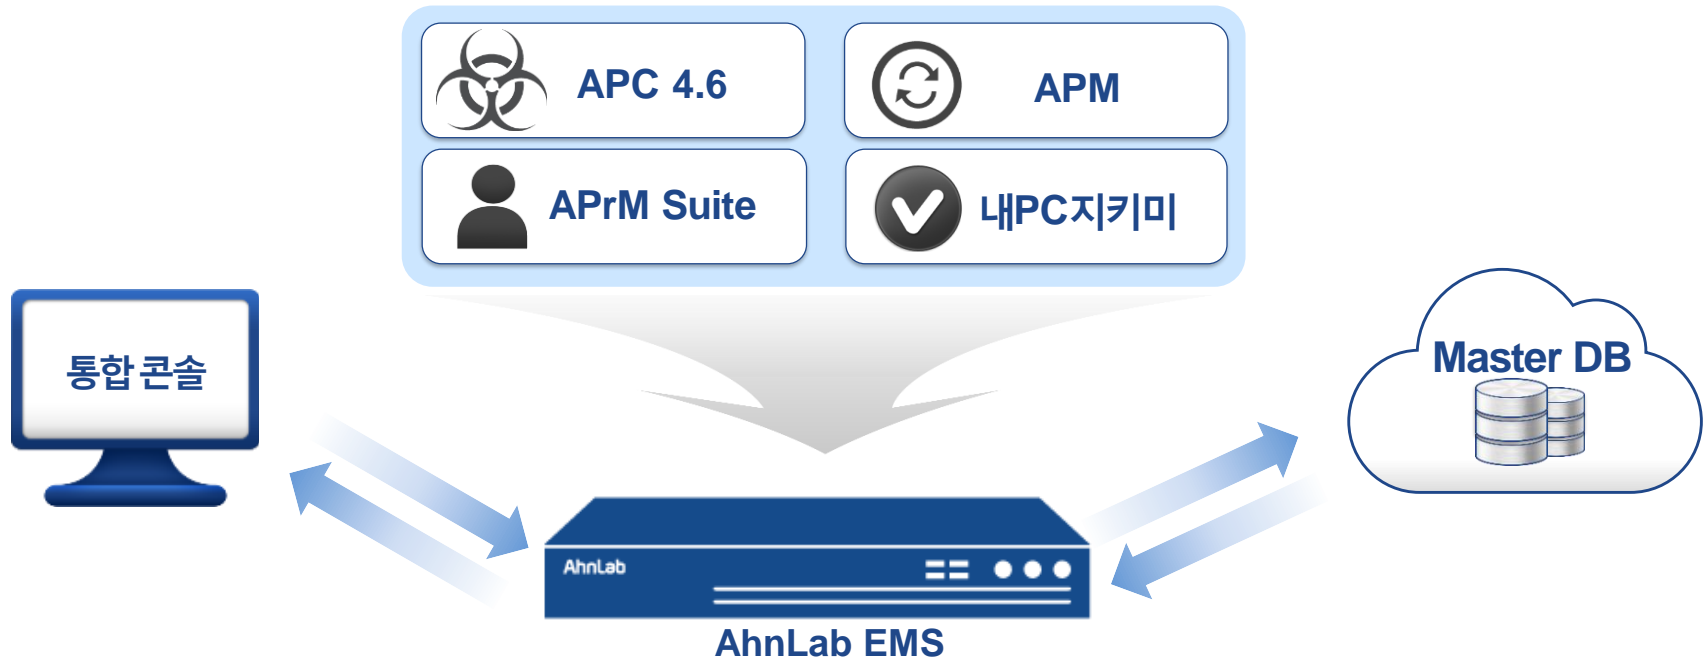 APC 4.6
APM
APrM Suite
내PC지키미
통합 콘솔
Master DB
AhnLab
AhnLab EMS